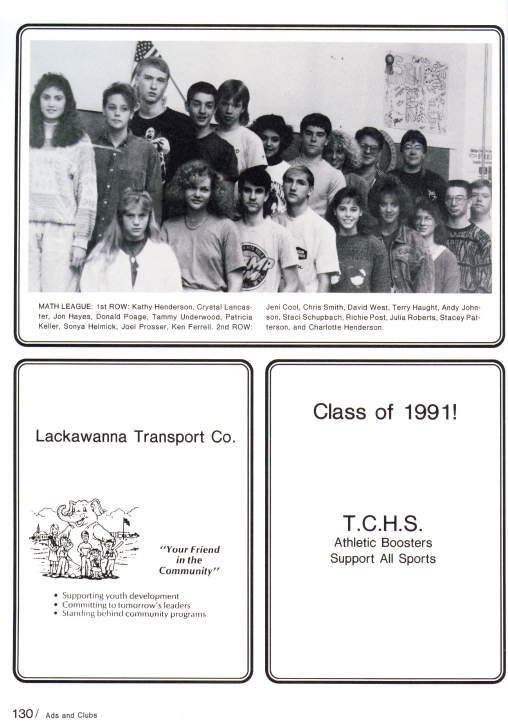 MATH LEAGUE: 1st ROW: Kathy Henderson, Crystal Lancas-
ter, Jon Hayes, Donald Poage, Tammy Underwood, Patricia
Keller, Sonya Helmick, Joel Prosser, Ken Ferrell. 2nd ROW:
Jeni Cool, Chris Smith, David West, Terry Haught, Andy John-
son, Staci Schupbach, Richie Post, Julia Roberts, Stacey Pat-
terson, and Charlotte Henderson.
Lackawanna Transport Co.
"Your Friend
in the
Community"
• Supporting youth development
• Committing to tomorrow's leaders
• Standing behind community programs
Class of 1991!
T.C.H.S.
Athletic Boosters
Support All Sports
130/ Ads and Clubs